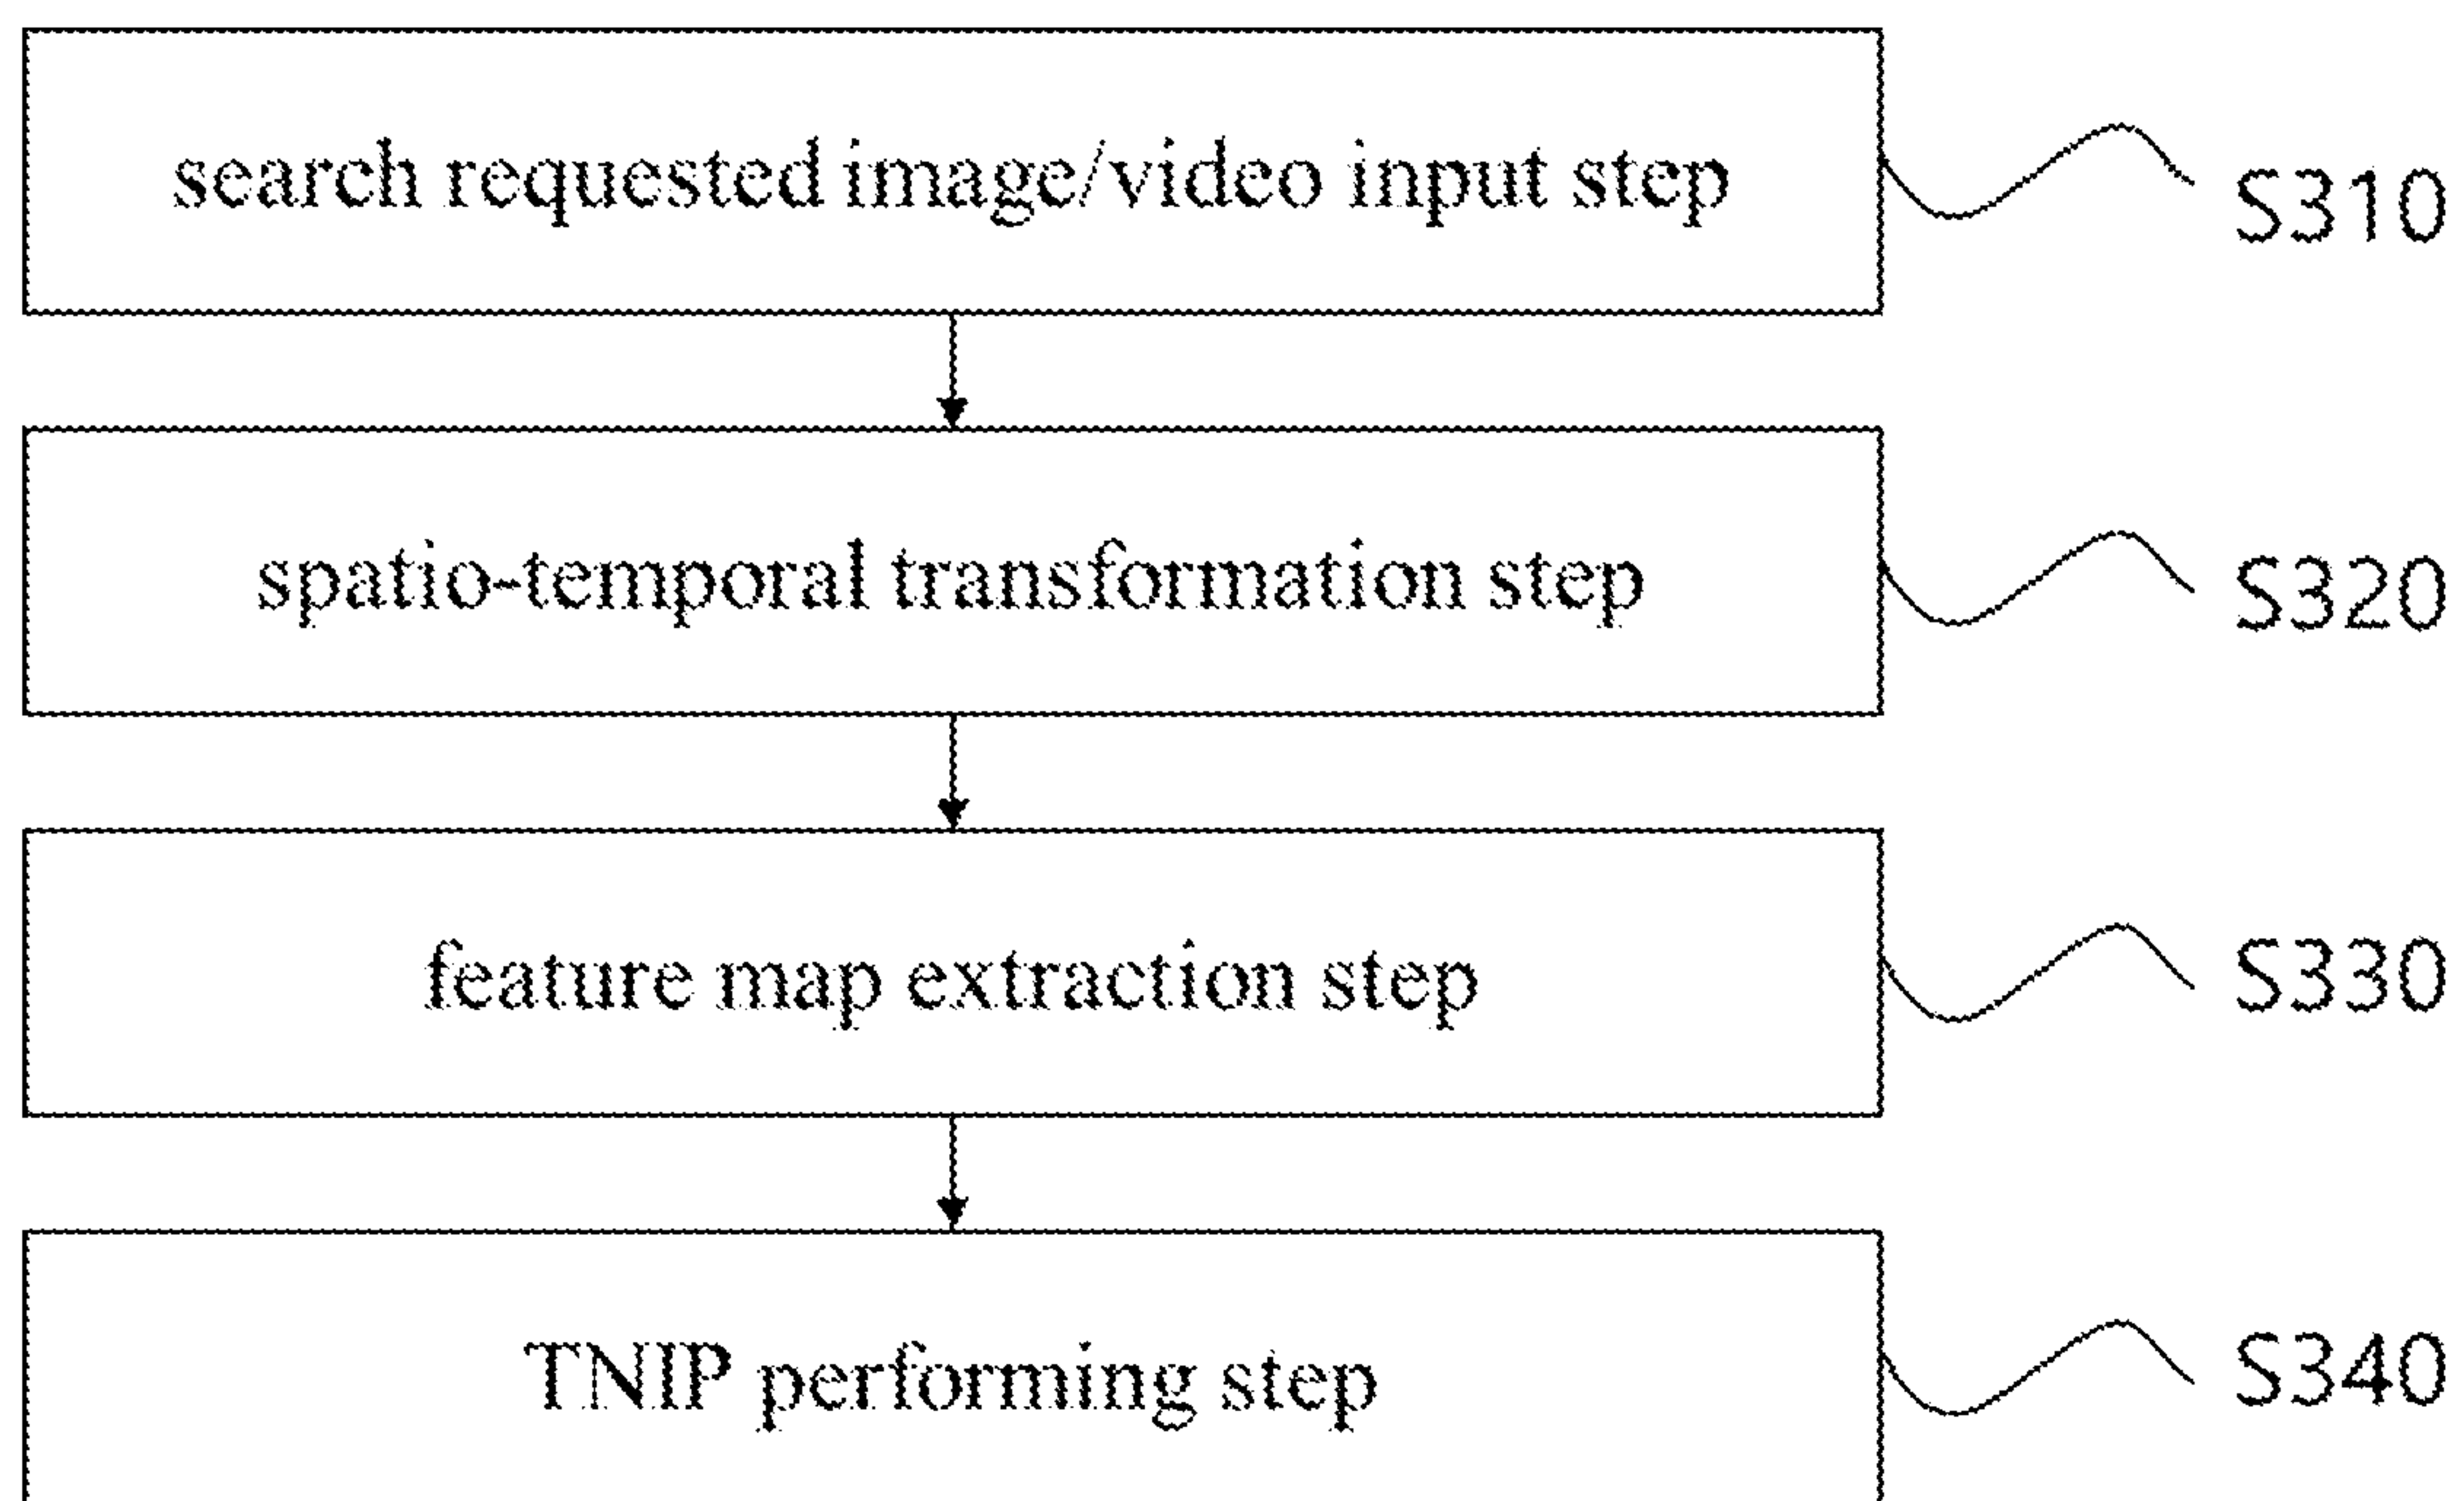 search requested image/video input step
S310
spatio-temporal transformation step
S320
feature map extraction step
S330
TNIP performing step
S340